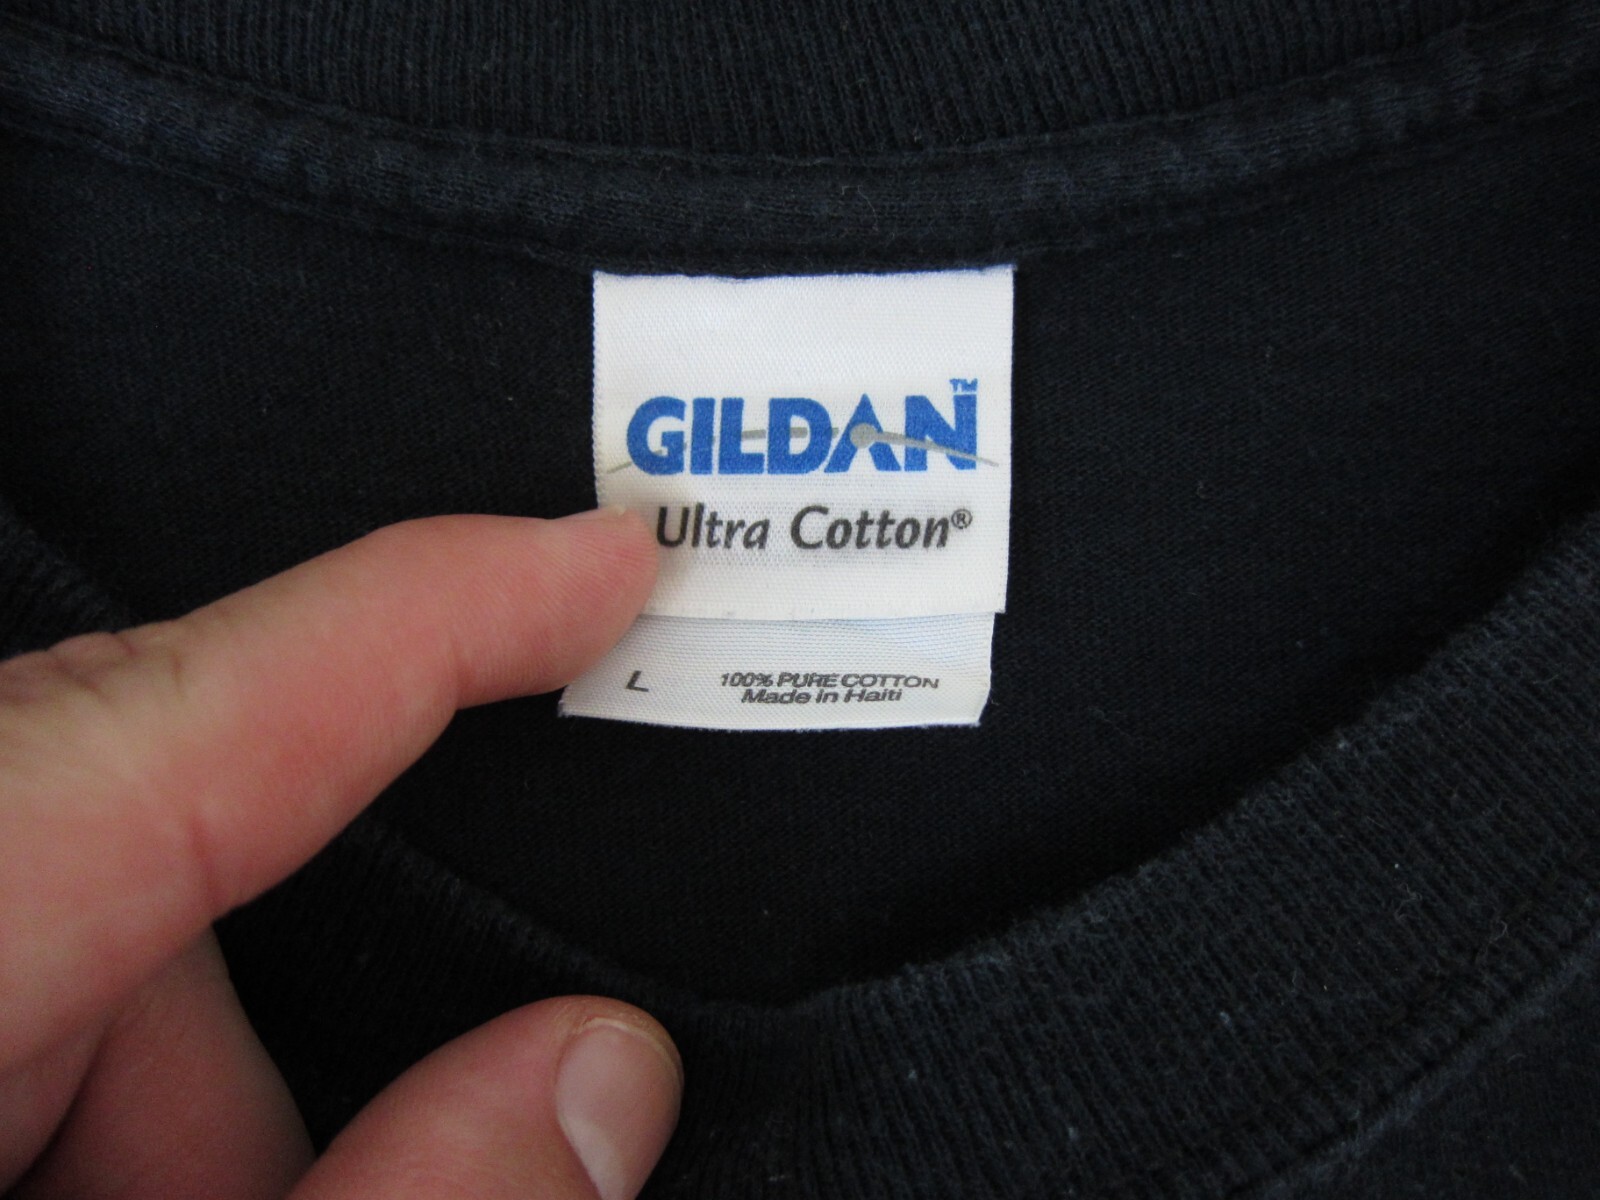 GILDAN™
Ultra Cotton®
L
100% PURE COTTON
Made in Haiti